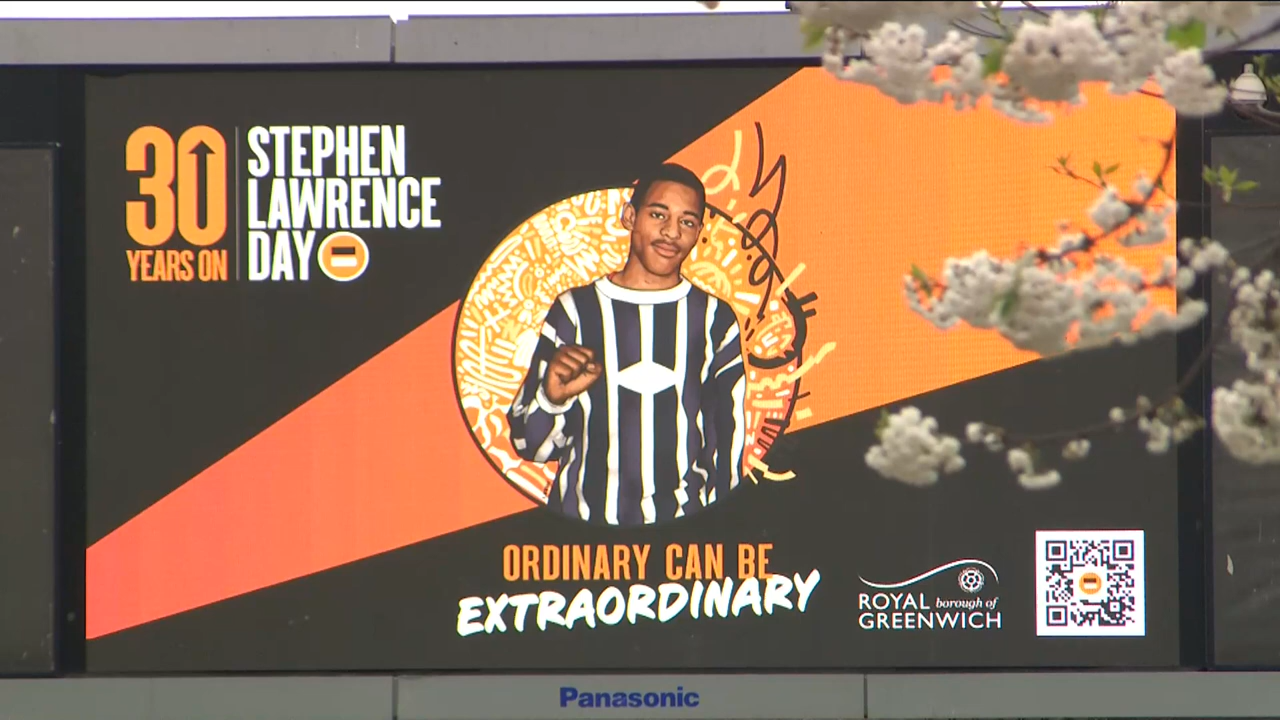 30
YEARS ON
STEPHEN
LAWRENCE
DAY
ORDINARY CAN BE
EXTRAORDINARY
ROYAL borough of
GREENWICH
Panasonic